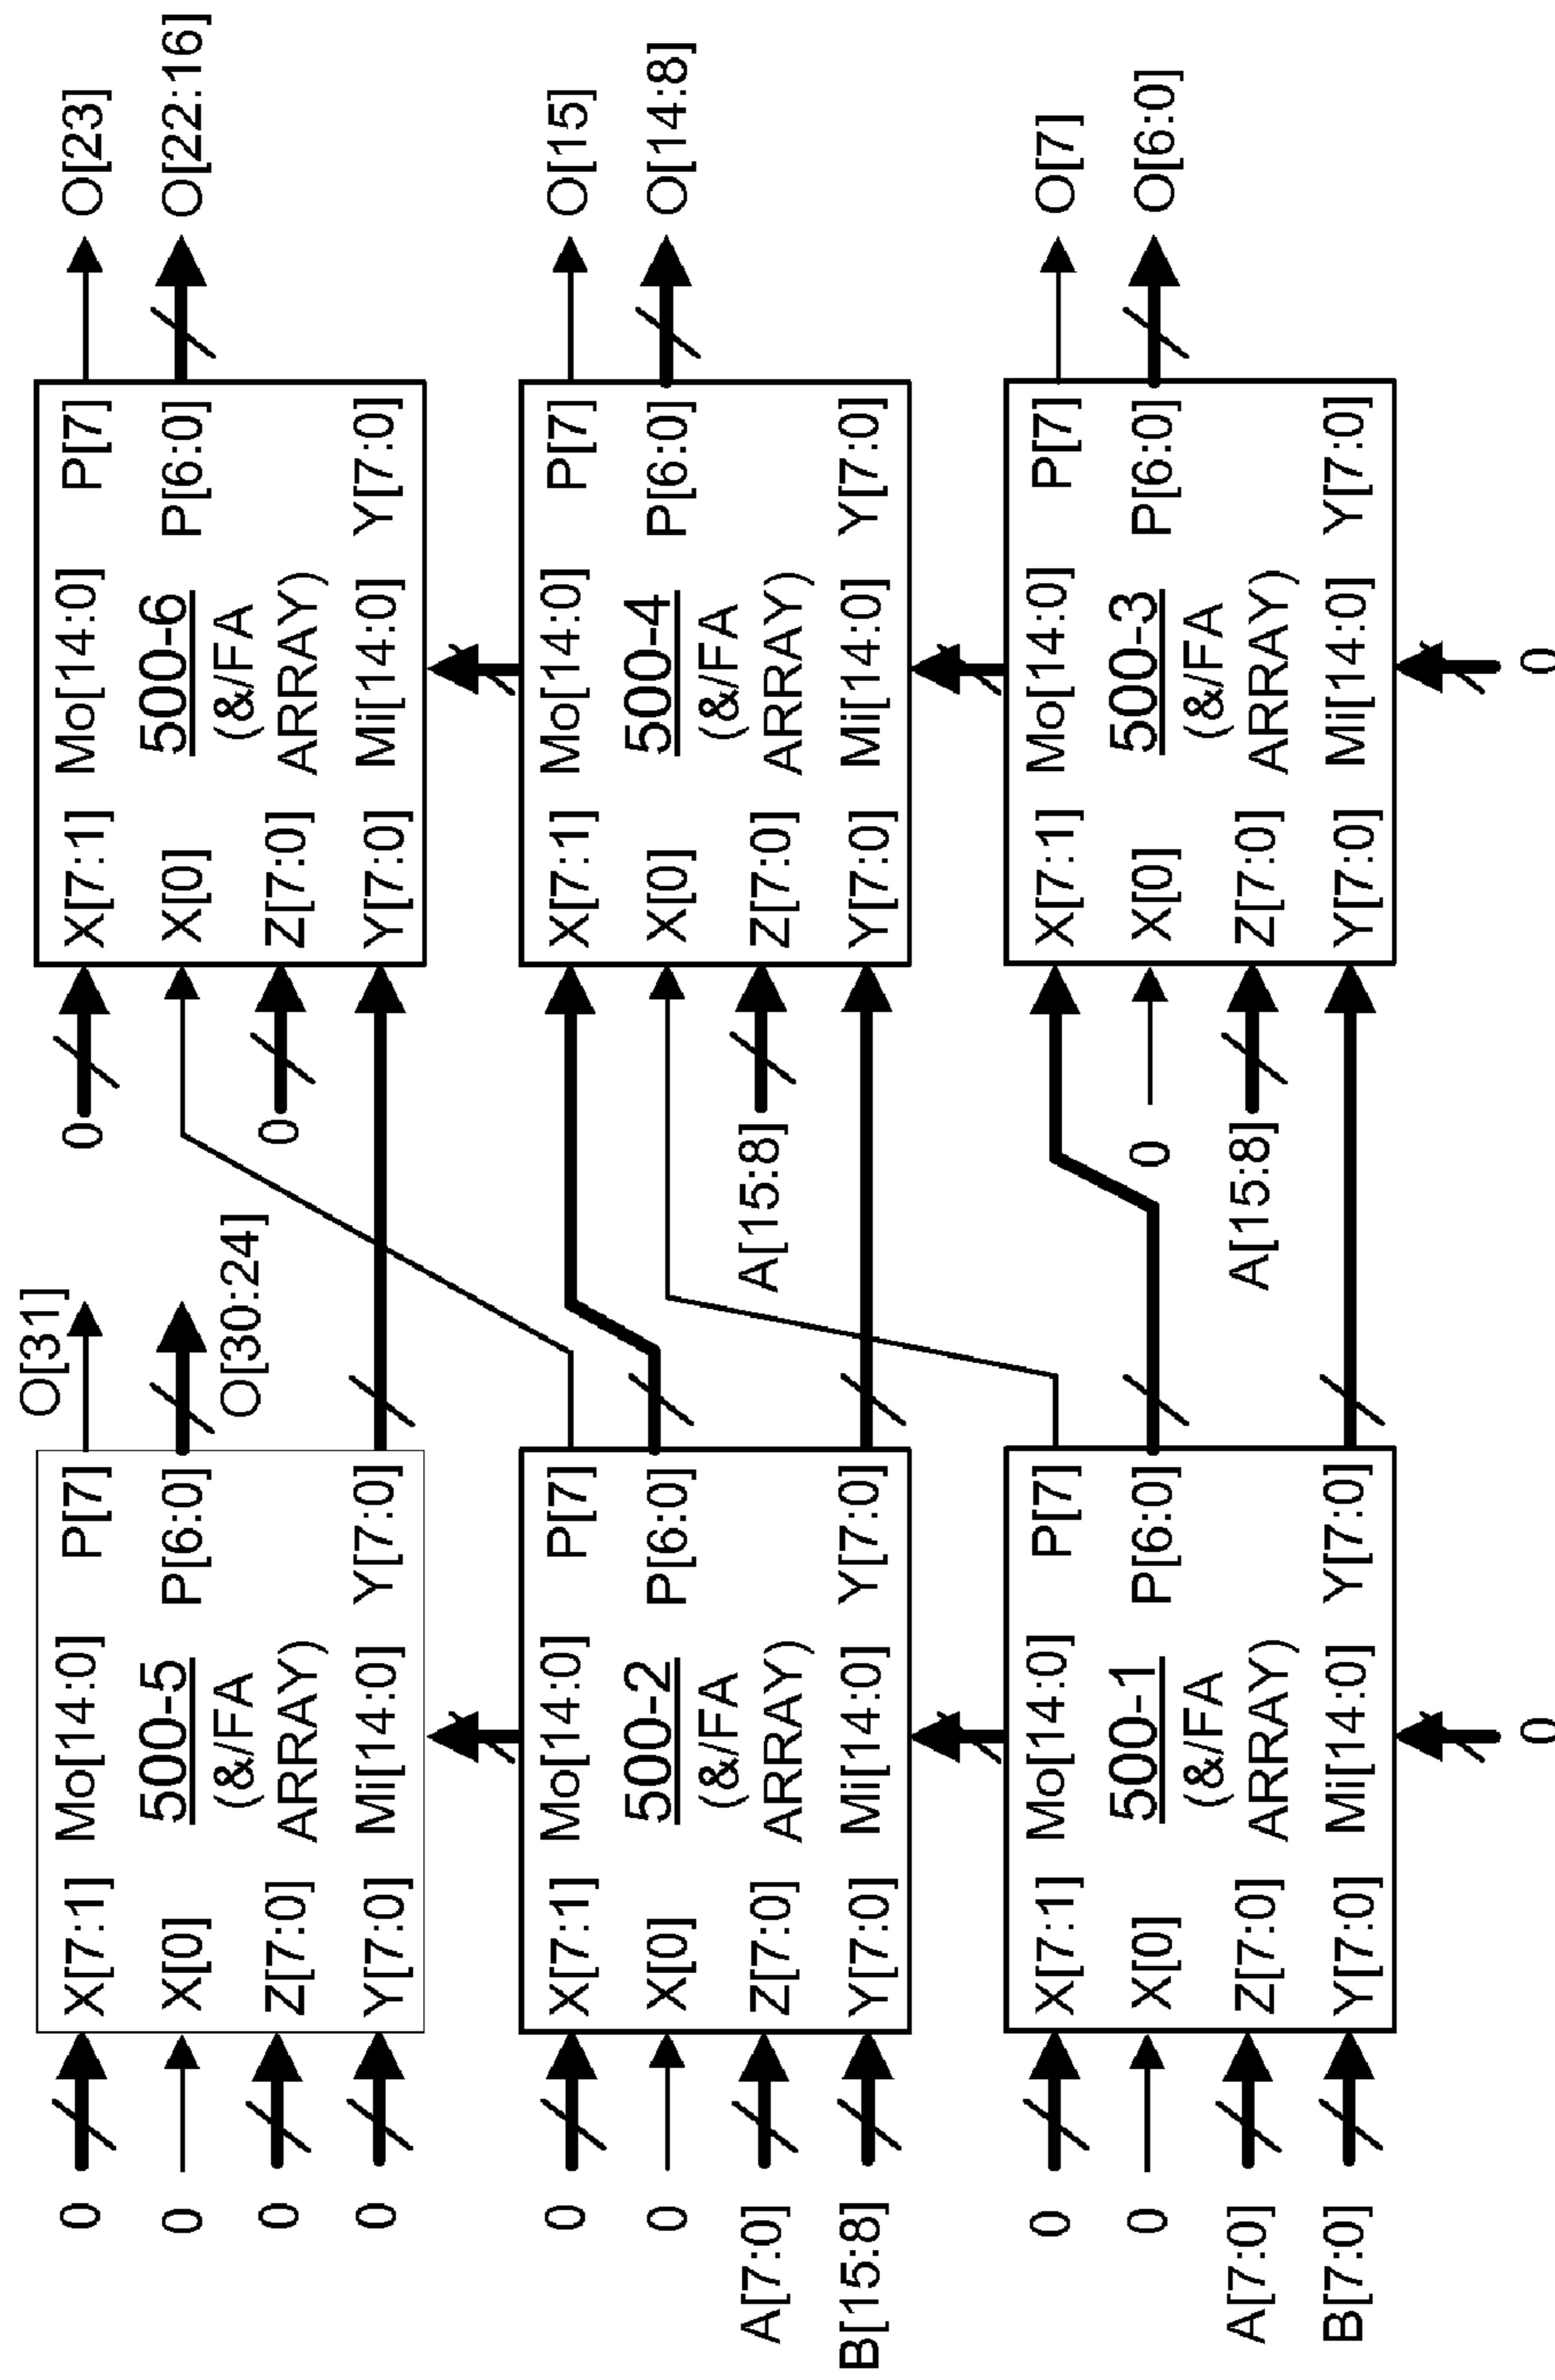 O[31]
O[30:24]
O[23]
O[22:16]
0
0
0
0
X[7:1] Mo[14:0] P[7]
X[0] 500-5 P[6:0]
(&/FA
Z[7:0] ARRAY)
Y[7:0] Mi[14:0] Y[7:0]
0
0
X[7:1] Mo[14:0] P[7]
X[0] 500-6 P[6:0]
(&/FA
Z[7:0] ARRAY)
Y[7:0] Mi[14:0] Y[7:0]
0
0
A[7:0]
B[15:8]
X[7:1] Mo[14:0] P[7]
X[0] 500-2 P[6:0]
(&/FA
Z[7:0] ARRAY)
Y[7:0] Mi[14:0] Y[7:0]
A[15:8]
X[7:1] Mo[14:0] P[7]
X[0] 500-4 P[6:0]
(&/FA
Z[7:0] ARRAY)
Y[7:0] Mi[14:0] Y[7:0]
O[15]
O[14:8]
0
0
A[7:0]
B[7:0]
X[7:1] Mo[14:0] P[7]
X[0] 500-1 P[6:0]
(&/FA
Z[7:0] ARRAY)
Y[7:0] Mi[14:0] Y[7:0]
0
0
A[15:8]
X[7:1] Mo[14:0] P[7]
X[0] 500-3 P[6:0]
(&/FA
Z[7:0] ARRAY)
Y[7:0] Mi[14:0] Y[7:0]
0
O[7]
O[6:0]